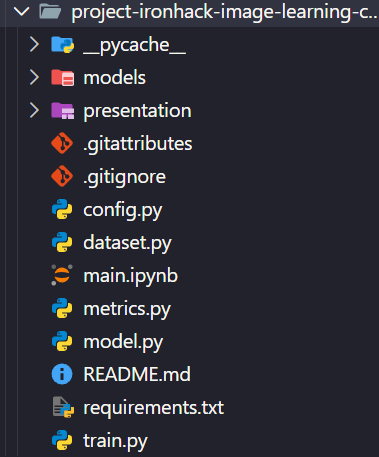 project-ironhack-image-learning-c...
__pycache__
models
presentation
.gitattributes
.gitignore
config.py
dataset.py
main.ipynb
metrics.py
model.py
README.md
requirements.txt
train.py